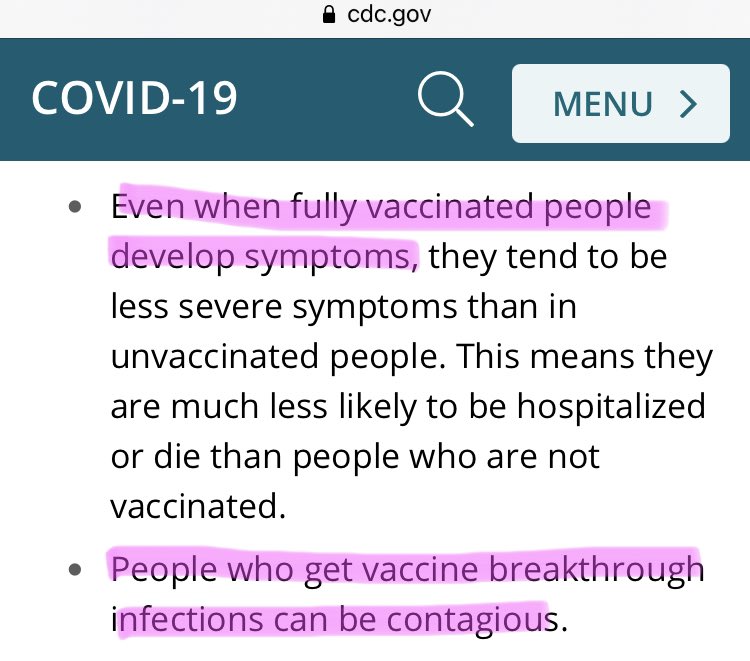 cdc.gov
COVID-19
MENU
• Even when fully vaccinated people
develop symptoms, they tend to be
less severe symptoms than in
unvaccinated people. This means they
are much less likely to be hospitalized
or die than people who are not
vaccinated.
• People who get vaccine breakthrough
infections can be contagious.